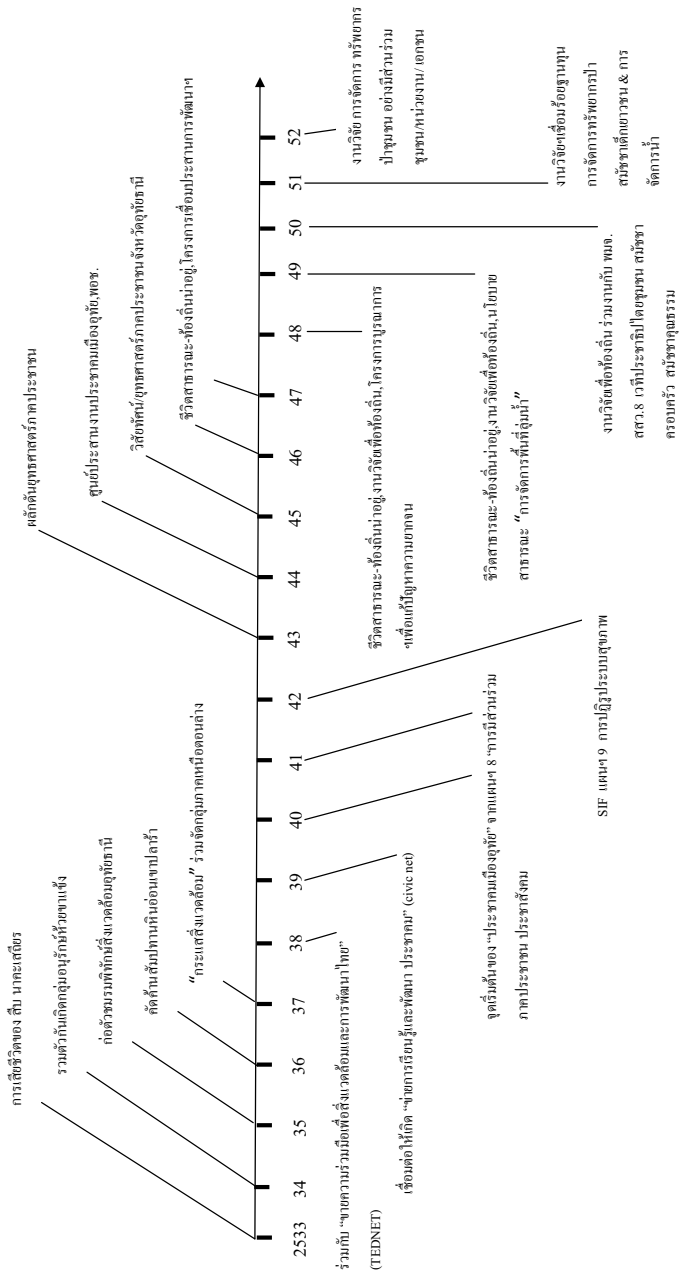 การเสียชีวิตของ สืบ นาคะเสถียร
รวมตัวกันเกิดกลุ่มอนุรักษ์ห้วยขาแข้ง
ก่อตัวชมรมพิทักษ์สิ่งแวดล้อมอุทัยธานี
คัดค้านสัมปทานหินอ่อนเขาปลาร้า
“กระแสสิ่งแวดล้อม” ร่วมจัดกลุ่มภาคเหนือตอนล่าง
ผลักดันยุทธศาสตร์ภาคประชาชน
ศูนย์ประสานงานประชาคมเมืองอุทัย,พอช.
วิสัยทัศน์/ยุทธศาสตร์ภาคประชาชนจังหวัดอุทัยธานี
ชีวิตสาธารณะ-ท้องถิ่นน่าอยู่,โครงการเชื่อมประสานการพัฒนาฯ
2533 34 35 36 37 38 39 40 41 42 43 44 45 46 47 48 49 50 51 52
ร่วมกับ “ขายความร่วมมือเพื่อสิ่งแวดล้อมและการพัฒนาไทย”
(TEDNET)
เชื่อมต่อให้เกิด “ข่ายการเรียนรู้และพัฒนา ประชาคม” (civic net)
จุดเริ่มต้นของ “ประชาคมเมืองอุทัย” จากแผนฯ 8 “การมีส่วนร่วม
ภาคประชาชน ประชาสังคม
SIF แผนฯ 9 การปฏิรูประบบสุขภาพ
ชีวิตสาธารณะ-ท้องถิ่นน่าอยู่,งานวิจัยเพื่อท้องถิ่น,โครงการบูรณาการ
ฯเพื่อแก้ปัญหาความยากจน
ชีวิตสาธารณะ-ท้องถิ่นน่าอยู่,งานวิจัยเพื่อท้องถิ่น,นโยบาย
สาธารณะ “การจัดการพื้นที่ลุ่มน้ำ”
งานวิจัยเพื่อท้องถิ่น ร่วมงานกับ พมจ.
สสว.8 เวทีประชาธิปไตยชุมชน สมัชชา
ครอบครัว สมัชชาคุณธรรม
งานวิจัยฯเชื่อมร้อยฐานทุน
การจัดการทรัพยากรป่า
สมัชชาเด็กเยาวชน & การ
จัดการน้ำ
งานวิจัย การจัดการ ทรัพยากร
ป่าชุมชน อย่างมีส่วนร่วม
ชุมชน/หน่วยงาน/ เอกชน